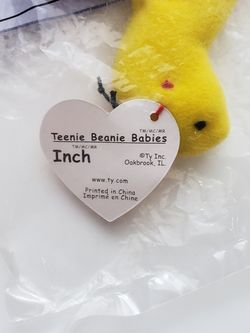 TM/MC/MR
Teenie Beanie Babies
TM/MC/MR
Inch
©Ty Inc.
Oakbrook, IL.
www.ty.com
Printed in China
Imprimé en Chine